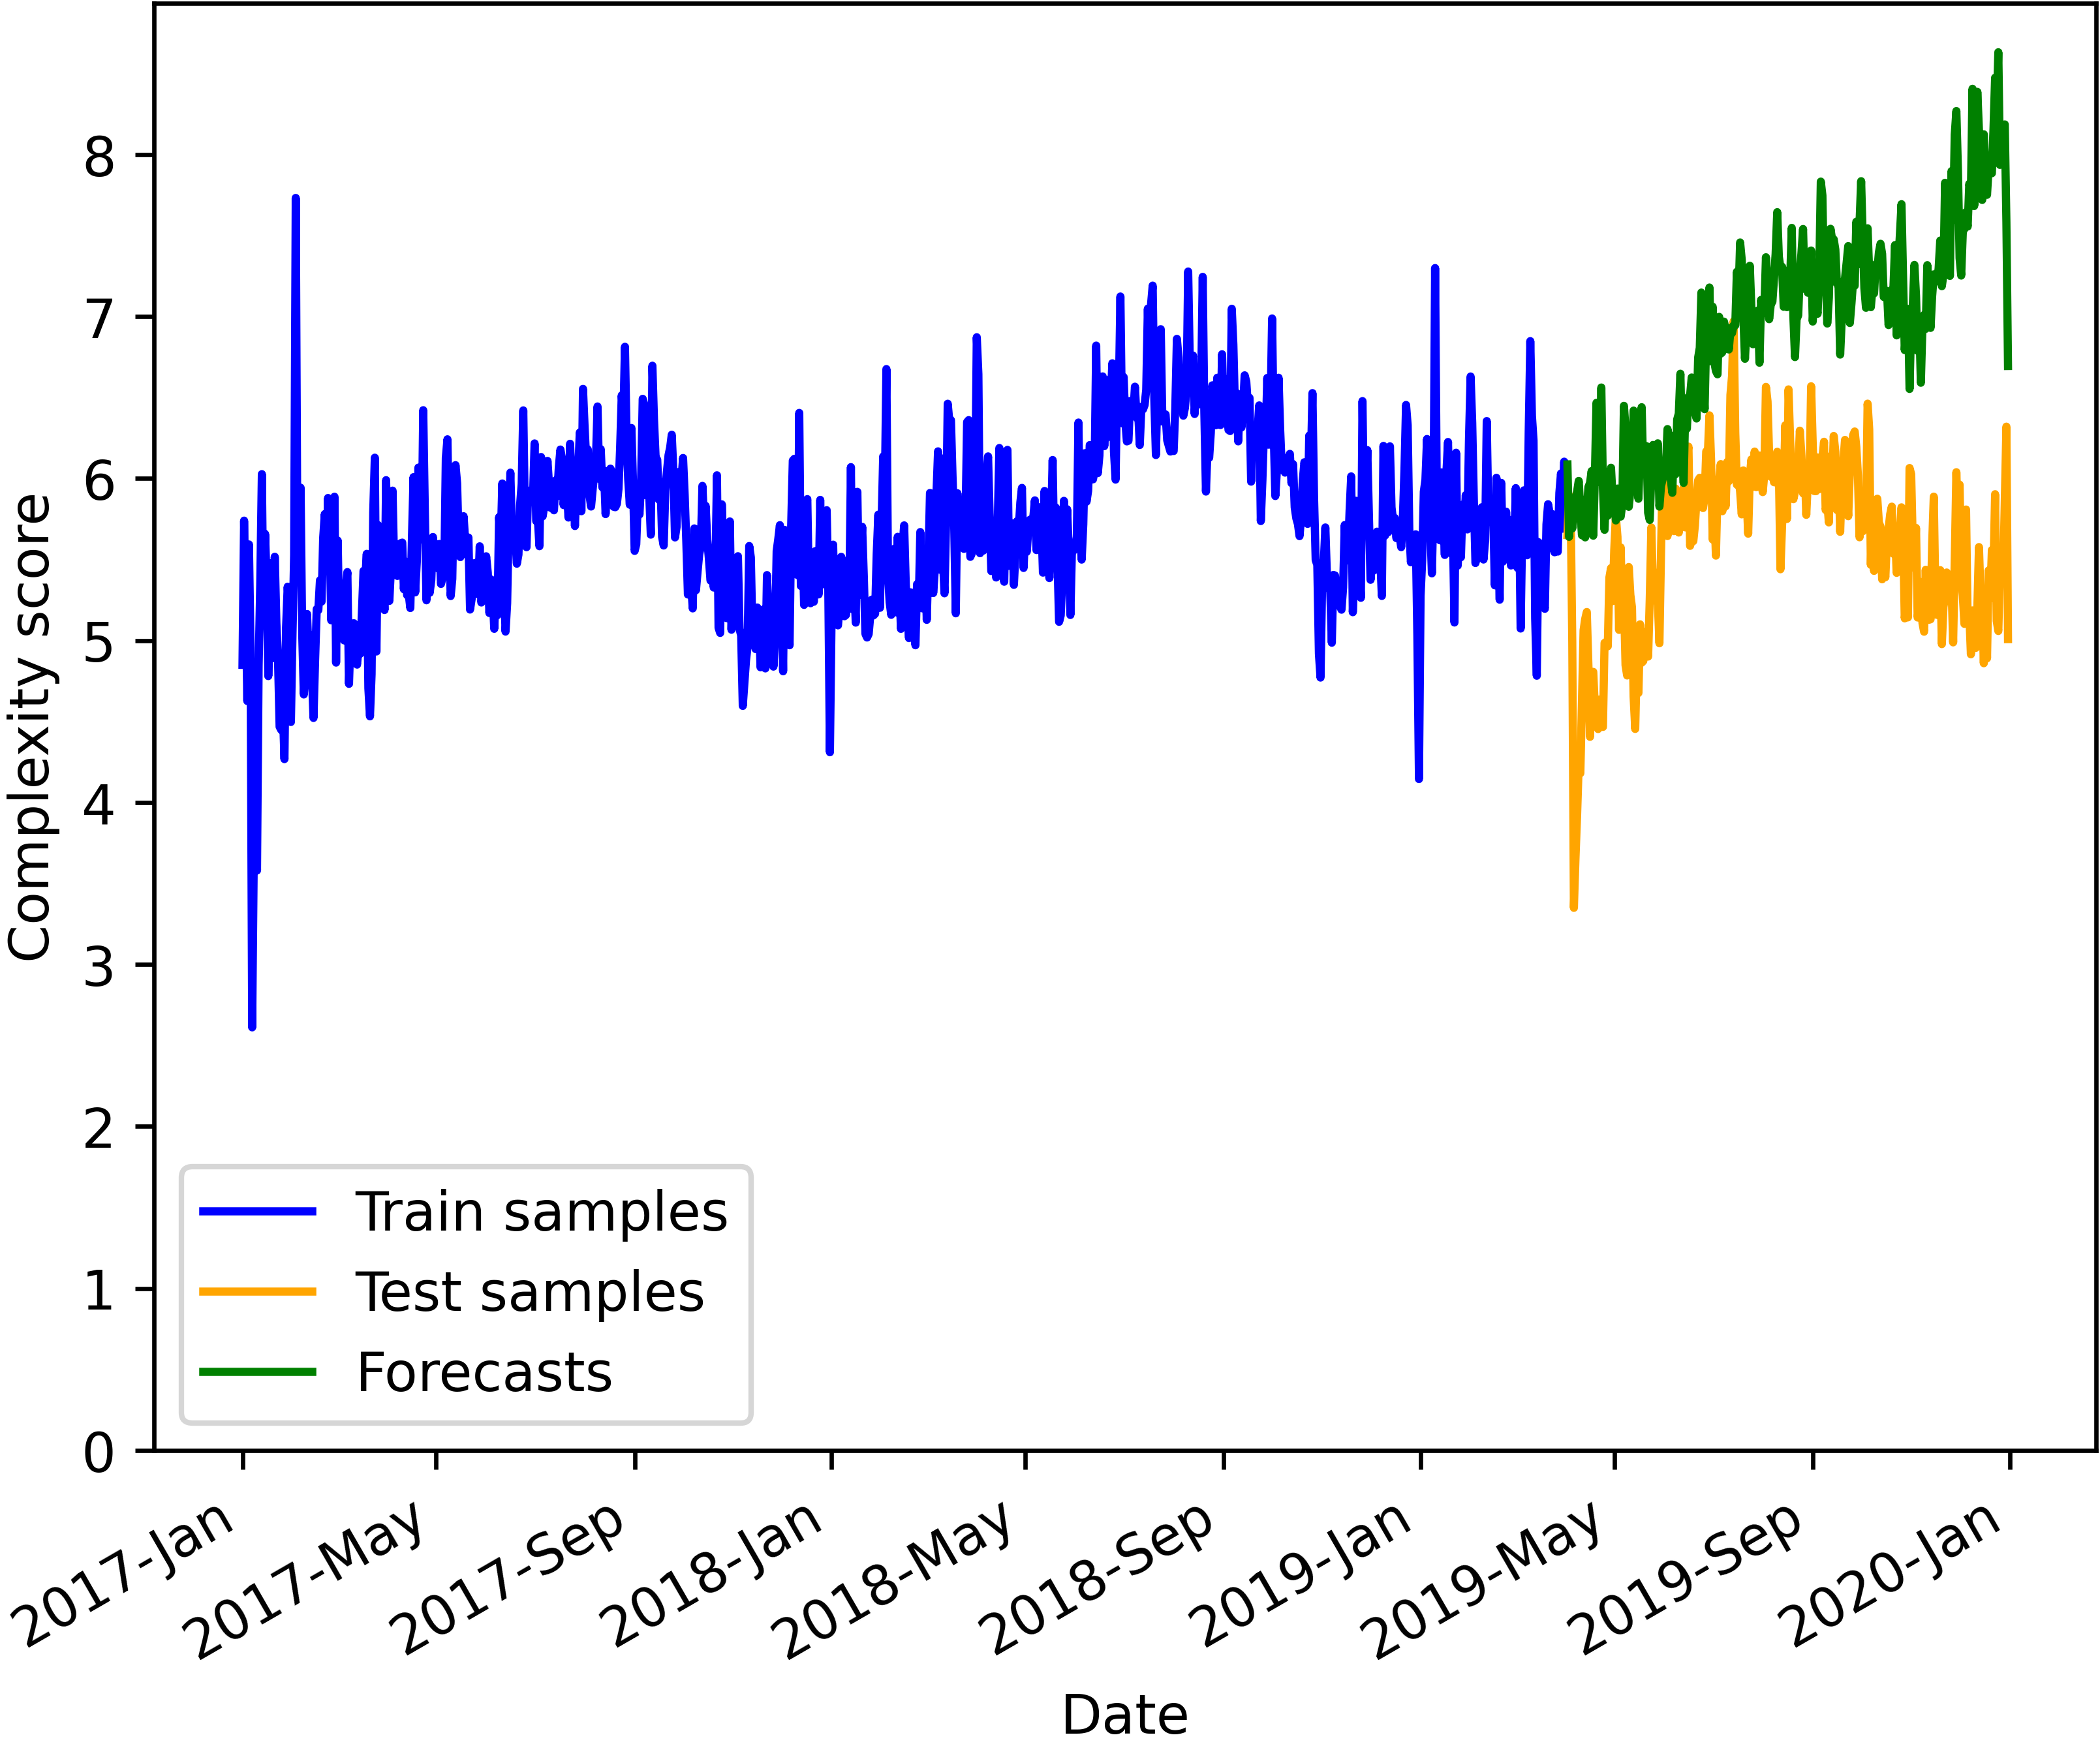 Complexity score
8
7
6
5
4
3
2
1
0
Train samples
Test samples
Forecasts
2017-Jan
2017-May
2017-Sep
2018-Jan
2018-May
2018-Sep
2019-Jan
2019-May
2019-Sep
2020-Jan
Date